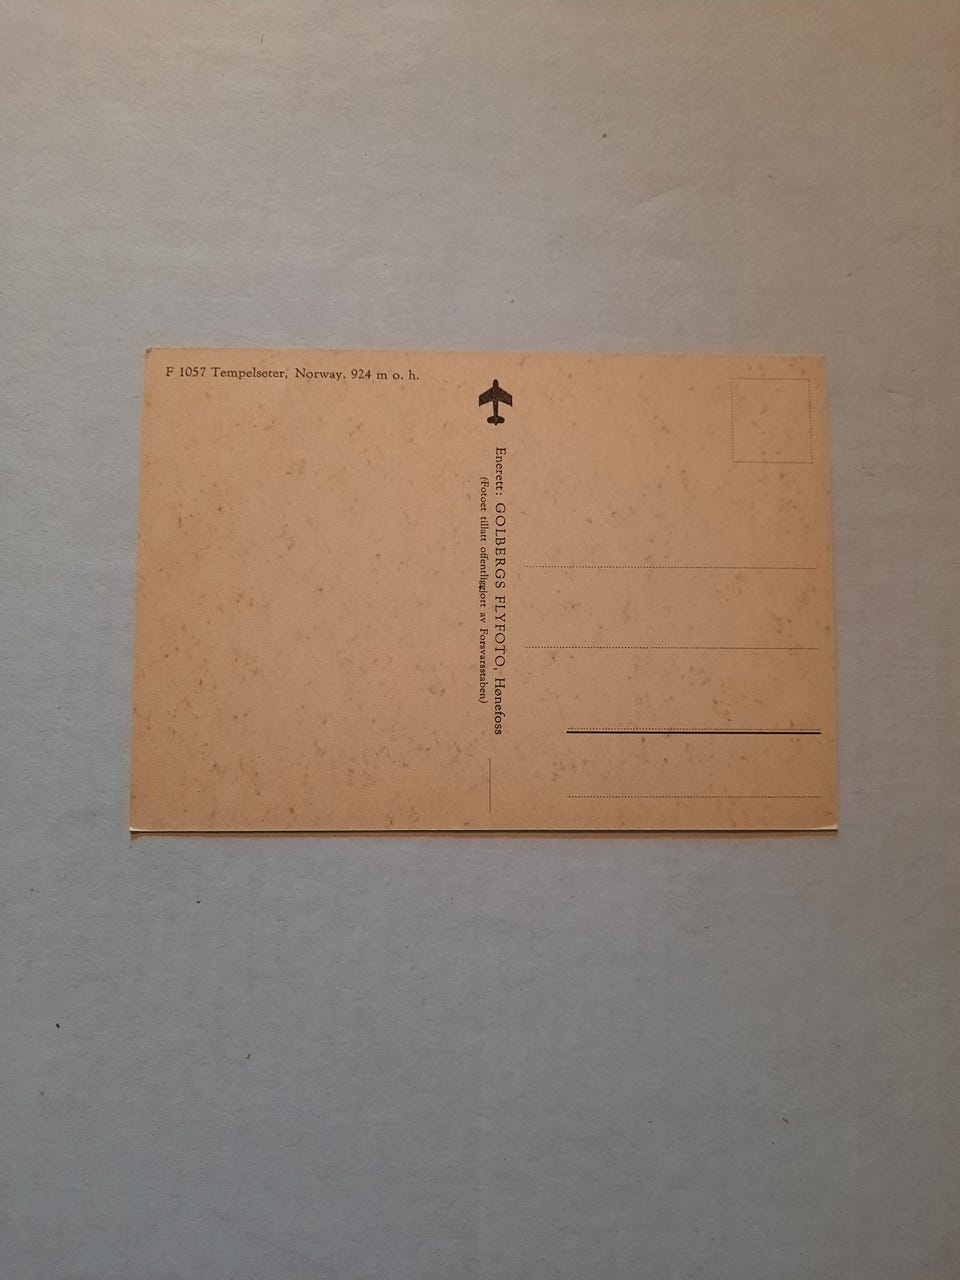 F 1057 Tempelseter, Norway. 924 m o. h.
Enerett: GOLBERGS FLYFOTO, Hønefoss
(Fotoet tillatt offentliggjort av Forsvarsstaben)